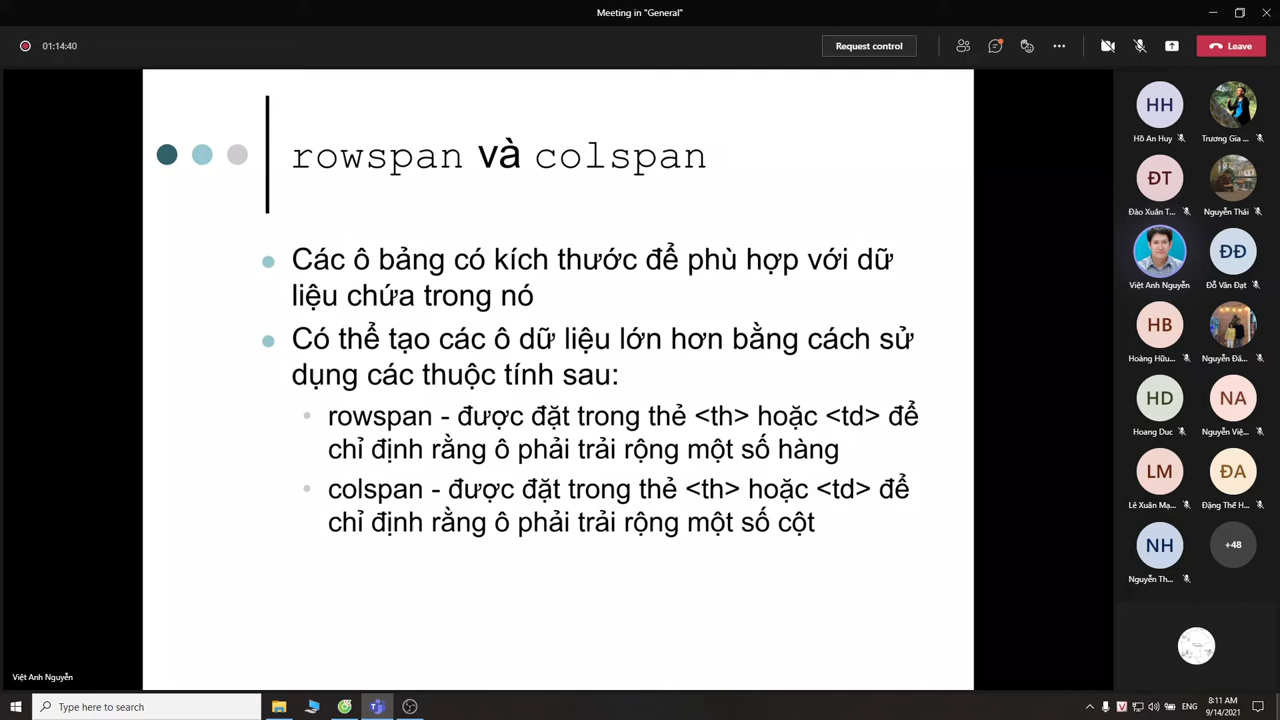 Meeting in "General"
01:14:40
Request control
Leave
rowspan và colspan
Các ô bảng có kích thước để phù hợp với dữ
liệu chứa trong nó
Có thể tạo các ô dữ liệu lớn hơn bằng cách sử
dụng các thuộc tính sau:
rowspan - được đặt trong thẻ <th> hoặc <td> để
chỉ định rằng ô phải trải rộng một số hàng
colspan - được đặt trong thẻ <th> hoặc <td> để
chỉ định rằng ô phải trải rộng một số cột
HH
Hồ An Huy
Trương Gia ...
ĐT
Đào Xuân T...
Nguyễn Thái
Việt Anh Nguyễn
ĐĐ
Đỗ Văn Đạt
HB
Hoàng Hữu...
Nguyễn Đă...
HD
Hoang Duc
NA
Nguyễn Việ...
LM
Lê Xuân Mạ...
ĐA
Đặng Thế H...
NH
Nguyễn Th...
+48
Việt Anh Nguyễn
Type here to search
V
8:11 AM
9/14/2021